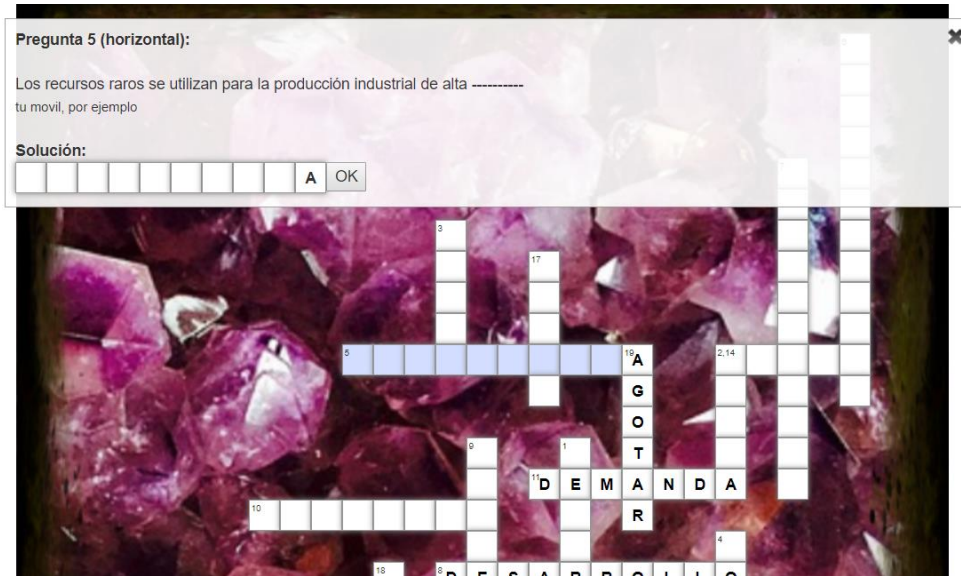 Pregunta 5 (horizontal):
Los recursos raros se utilizan para la producción industrial de alta ----------
tu movil, por ejemplo
Solución:
A OK
3
17
5 19 A 2,14
G
O
9 1 T
11 D E M A N D A
10 R
4
18 8 D E S A R R O L L O